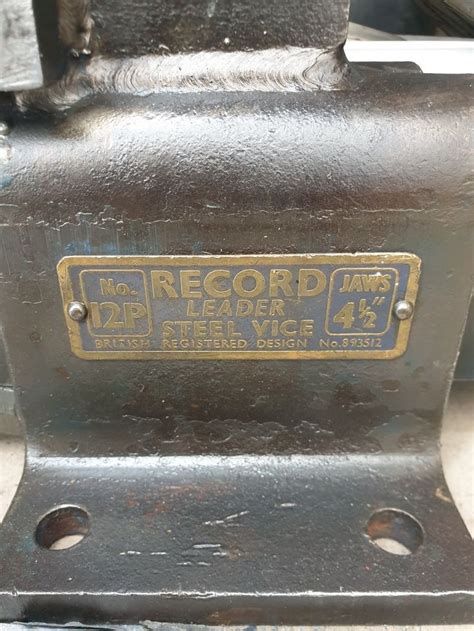 No. RECORD JAWS
12P LEADER 4½"
STEEL VICE
BRITISH REGISTERED DESIGN No.893512